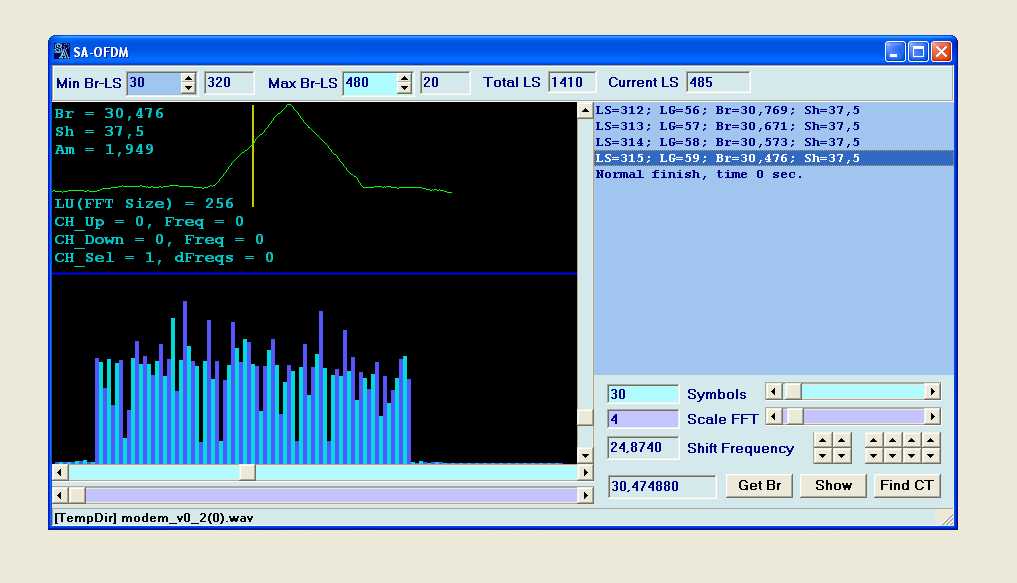 SA-OFDM
Min Br-LS 30 320 Max Br-LS 480 20 Total LS 1410 Current LS 485
Br = 30,476
Sh = 37,5
Am = 1,949
LU(FFT Size) = 256
CH_Up = 0, Freq = 0
CH_Down = 0, Freq = 0
CH_Sel = 1, dFreqs = 0
LS=312; LG=56; Br=30,769; Sh=37,5
LS=313; LG=57; Br=30,671; Sh=37,5
LS=314; LG=58; Br=30,573; Sh=37,5
LS=315; LG=59; Br=30,476; Sh=37,5
Normal finish, time 0 sec.
30 Symbols
4 Scale FFT
24,8740 Shift Frequency
30,474880 Get Br Show Find CT
[TempDir] modem_v0_2(0).wav